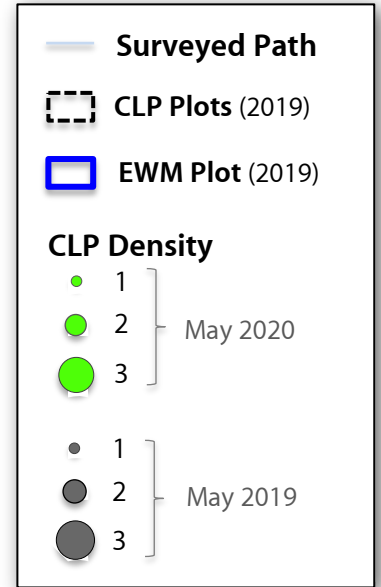 Surveyed Path
CLP Plots (2019)
EWM Plot (2019)
CLP Density
1
2
3
May 2020
1
2
3
May 2019